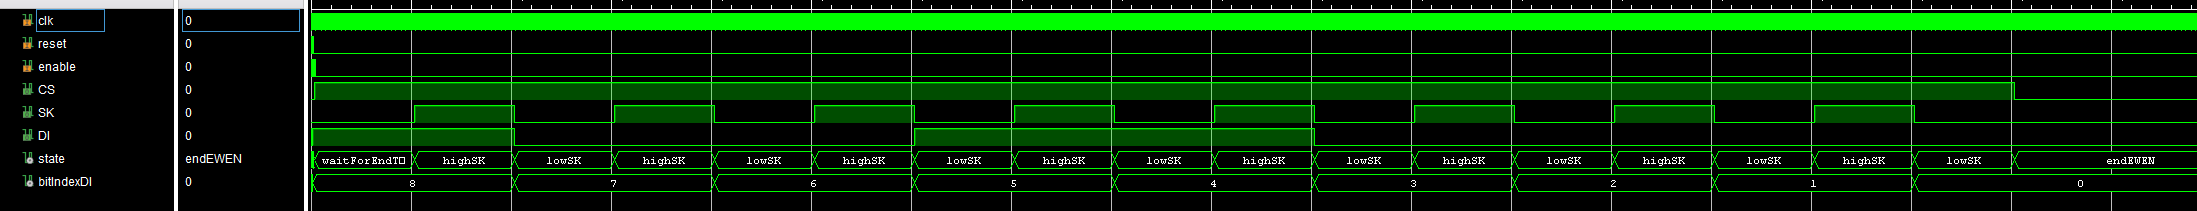 clk 0
reset 0
enable 0
CS 0
SK 0
DI 0
state endEWEN waitForEndT highSK lowSK highSK lowSK highSK lowSK highSK lowSK highSK lowSK highSK lowSK highSK lowSK highSK lowSK endEWEN
bitIndexDI 0 8 7 6 5 4 3 2 1 0